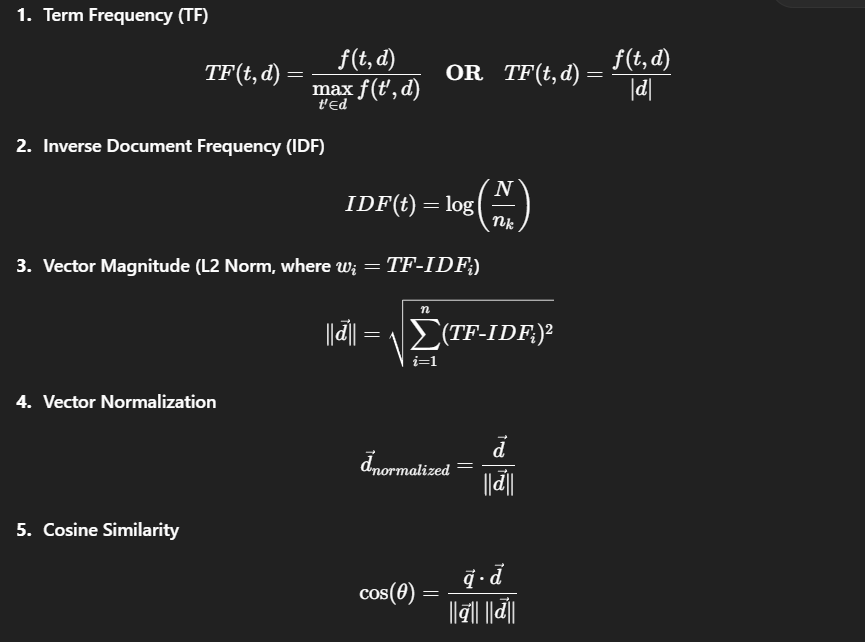 1. Term Frequency (TF)
TF(t, d) = f(t, d) / max_{t′∈d} f(t′, d) OR TF(t, d) = f(t, d) / |d|
2. Inverse Document Frequency (IDF)
IDF(t) = log(N / n_k)
3. Vector Magnitude (L2 Norm, where w_i = TF-IDF_i)
‖d⃗‖ = √(∑_{i=1}^{n} (TF-IDF_i)²)
4. Vector Normalization
d⃗_normalized = d⃗ / ‖d⃗‖
5. Cosine Similarity
cos(θ) = q⃗ · d⃗ / ‖q⃗‖ ‖d⃗‖